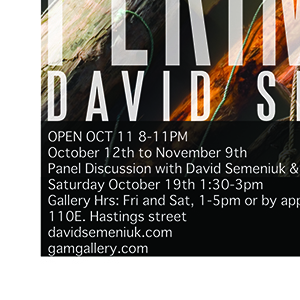 DAVID S
OPEN OCT 11 8-11PM
October 12th to November 9th
Panel Discussion with David Semeniuk &
Saturday October 19th 1:30-3pm
Gallery Hrs: Fri and Sat, 1-5pm or by app
110E. Hastings street
davidsemeniuk.com
gamgallery.com